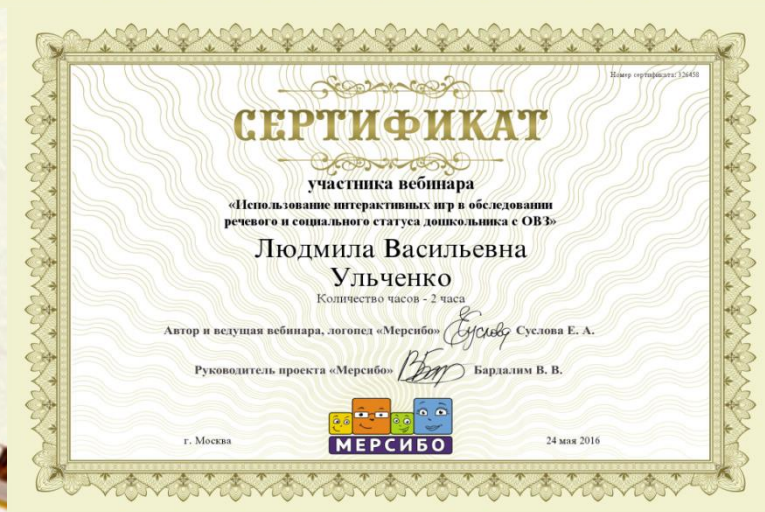 Номер сертификата: 326458
СЕРТИФИКАТ
участника вебинара
«Использование интерактивных игр в обследовании
речевого и социального статуса дошкольника с ОВЗ»
Людмила Васильевна
Ульченко
Количество часов - 2 часа
Автор и ведущая вебинара, логопед «Мерсибо» Суслова Е. А.
Руководитель проекта «Мерсибо» Бардалим В. В.
МЕРСИБО
г. Москва 24 мая 2016